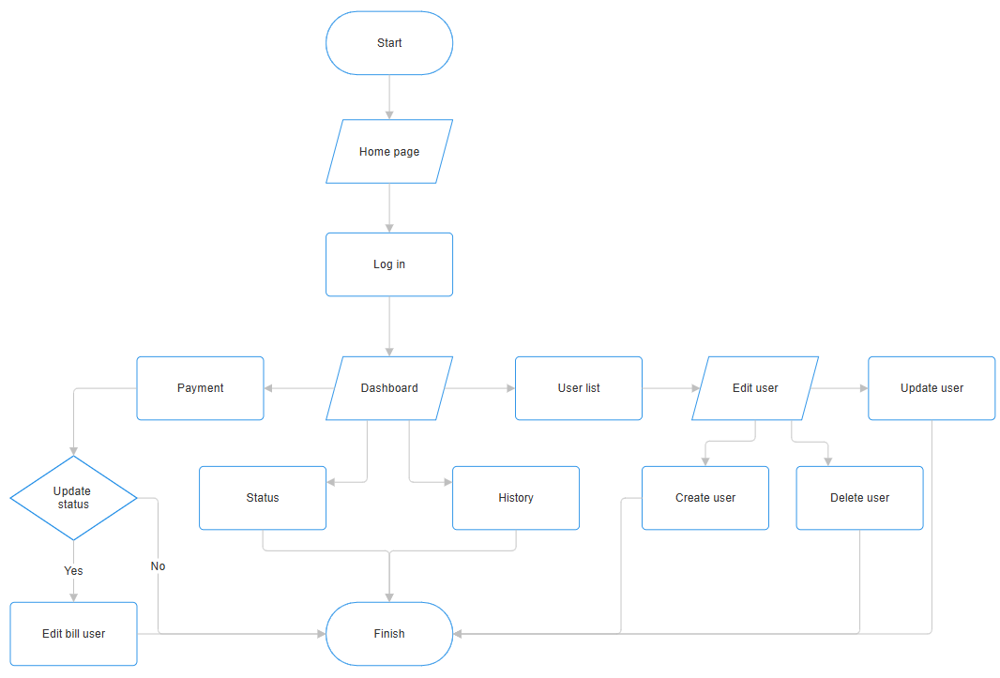 Start
Home page
Log in
Payment
Dashboard
User list
Edit user
Update user
Update
status
Status
History
Create user
Delete user
Yes
No
Edit bill user
Finish